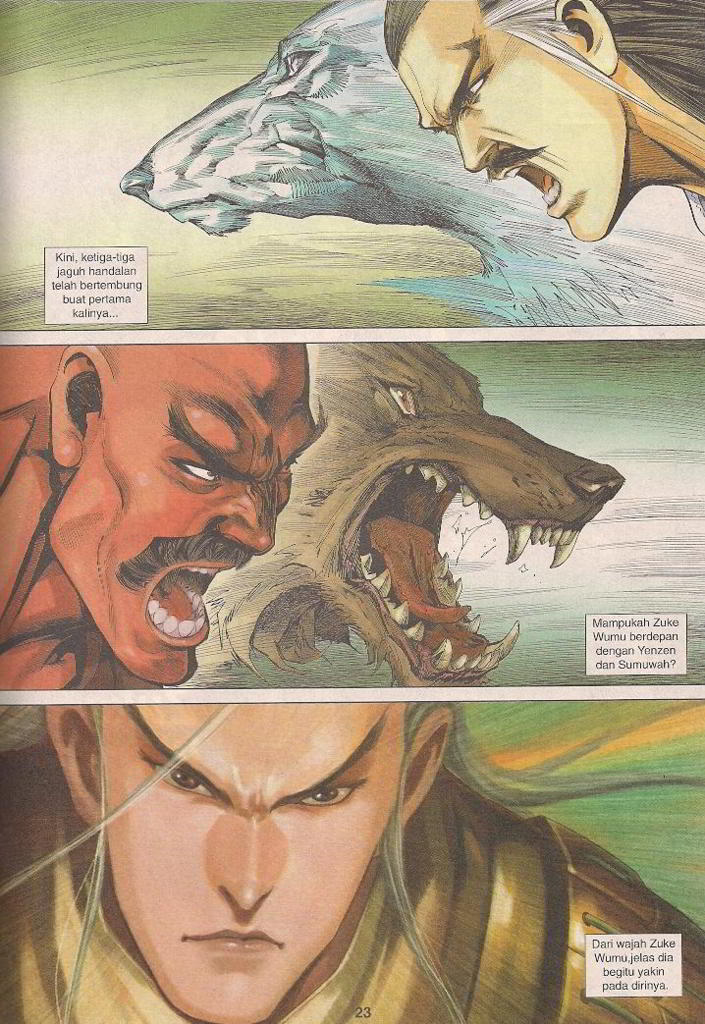 Kini, ketiga-tiga
jaguh handalan
telah bertembung
buat pertama
kalinya...
Mampukah Zuke
Wumu berdepan
dengan Yenzen
dan Sumuwah?
Dari wajah Zuke
Wumu,jelas dia
begitu yakin
pada dirinya.
23